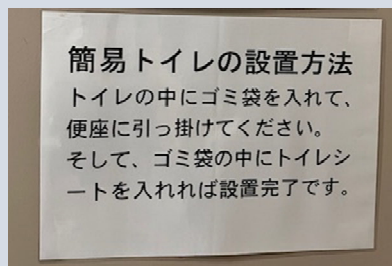 簡易トイレの設置方法
トイレの中にゴミ袋を入れて、
便座に引っ掛けてください。
そして、ゴミ袋の中にトイレシ
ートを入れれば設置完了です。